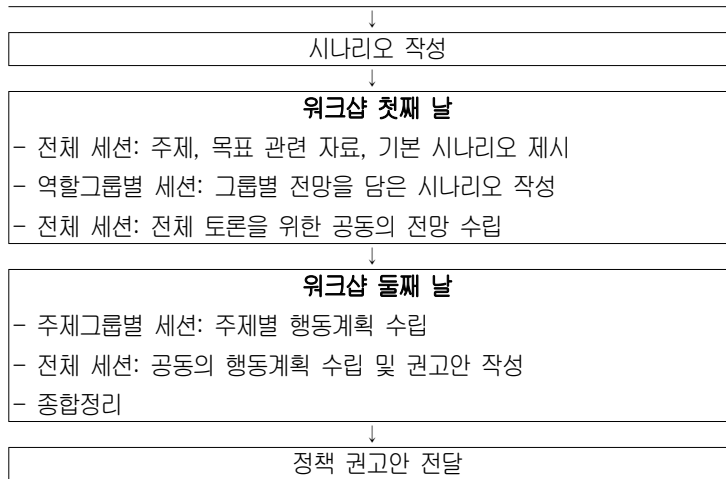 ↓
시나리오 작성
↓
워크샵 첫째 날
- 전체 세션: 주제, 목표 관련 자료, 기본 시나리오 제시
- 역할그룹별 세션: 그룹별 전망을 담은 시나리오 작성
- 전체 세션: 전체 토론을 위한 공동의 전망 수립
↓
워크샵 둘째 날
- 주제그룹별 세션: 주제별 행동계획 수립
- 전체 세션: 공동의 행동계획 수립 및 권고안 작성
- 종합정리
↓
정책 권고안 전달